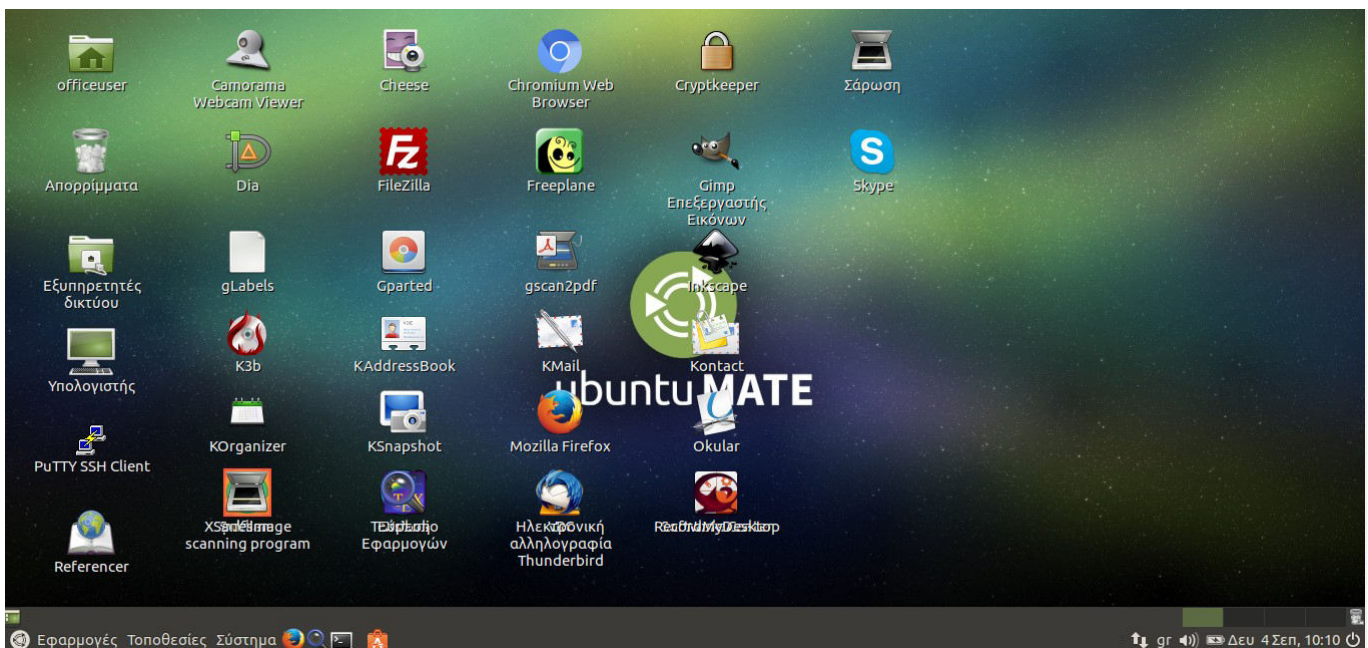 officeuser
Camorama
Webcam Viewer
Cheese
Chromium Web
Browser
Cryptkeeper
Σάρωση
Απορρίμματα
Dia
FileZilla
Freeplane
Gimp
Επεξεργαστής
Εικόνων
Skype
Εξυπηρετητές
δικτύου
gLabels
Gparted
gscan2pdf
Inkscape
Υπολογιστής
K3b
KAddressBook
KMail
Kontact
ubuntu MATE
PuTTY SSH Client
KOrganizer
KSnapshot
Mozilla Firefox
Okular
Referencer
scanning program
Εφαρμογών
Ηλεκτρονική
αλληλογραφία
Thunderbird
Εφαρμογές Τοποθεσίες Σύστημα
gr Δευ 4 Σεπ, 10:10